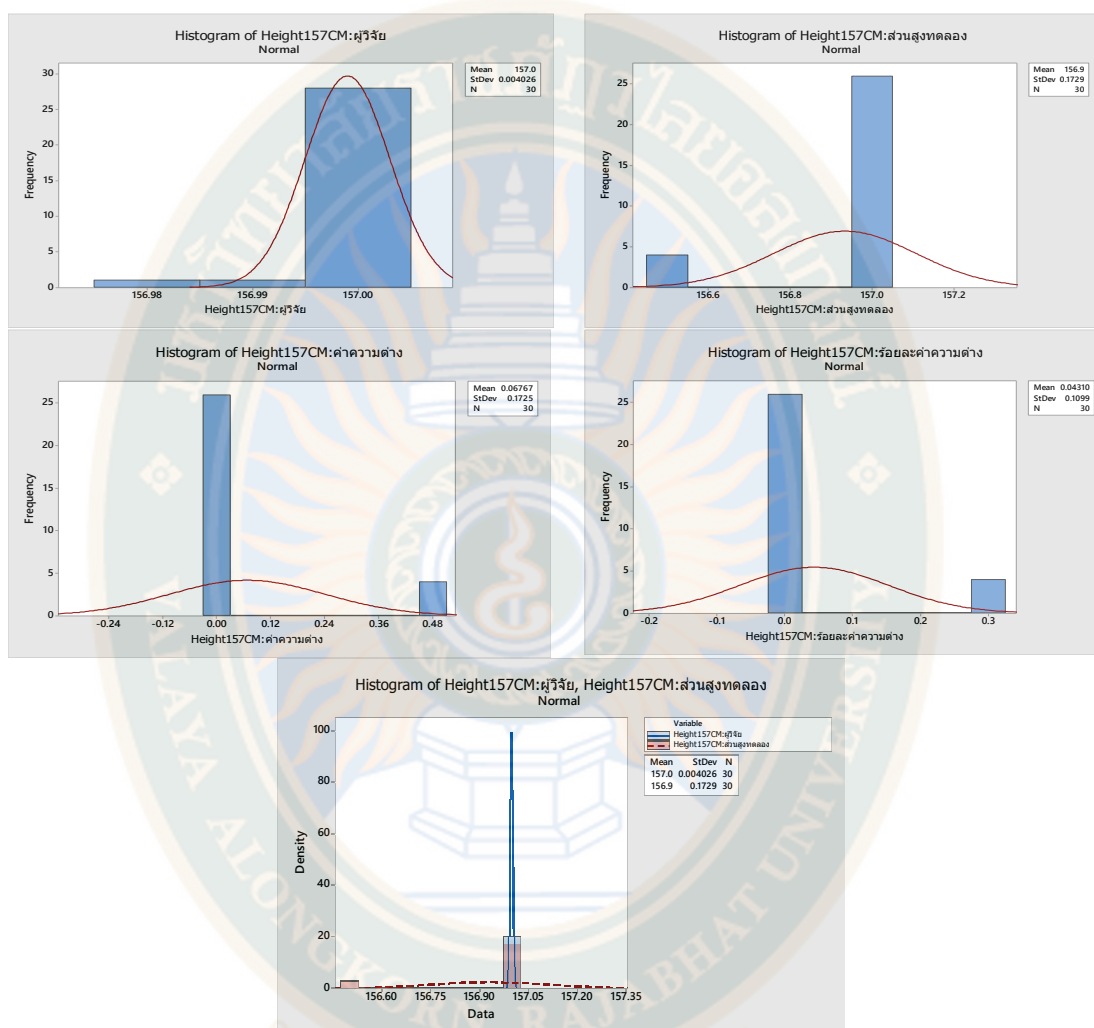 Histogram of Height157CM:ผู้วิจัย
Normal
Mean 157.0
StDev 0.004026
N 30
Frequency
30
25
20
15
10
5
0
156.98 156.99 157.00
Height157CM:ผู้วิจัย
Histogram of Height157CM:ส่วนสูงทดลอง
Normal
Mean 156.9
StDev 0.1729
N 30
Frequency
25
20
15
10
5
0
156.6 156.8 157.0 157.2
Height157CM:ส่วนสูงทดลอง
Histogram of Height157CM:ค่าความต่าง
Normal
Mean 0.06767
StDev 0.1725
N 30
Frequency
25
20
15
10
5
0
-0.24 -0.12 0.00 0.12 0.24 0.36 0.48
Height157CM:ค่าความต่าง
Histogram of Height157CM:ร้อยละค่าความต่าง
Normal
Mean 0.04310
StDev 0.1099
N 30
Frequency
25
20
15
10
5
0
-0.2 -0.1 0.0 0.1 0.2 0.3
Height157CM:ร้อยละค่าความต่าง
Histogram of Height157CM:ผู้วิจัย, Height157CM:ส่วนสูงทดลอง
Normal
Variable
Height157CM:ผู้วิจัย
Height157CM:ส่วนสูงทดลอง
Mean StDev N
157.0 0.004026 30
156.9 0.1729 30
Density
100
80
60
40
20
0
156.60 156.75 156.90 157.05 157.20 157.35
Data
VALAYA ALONGKORN RAJABHAT UNIVERSITY